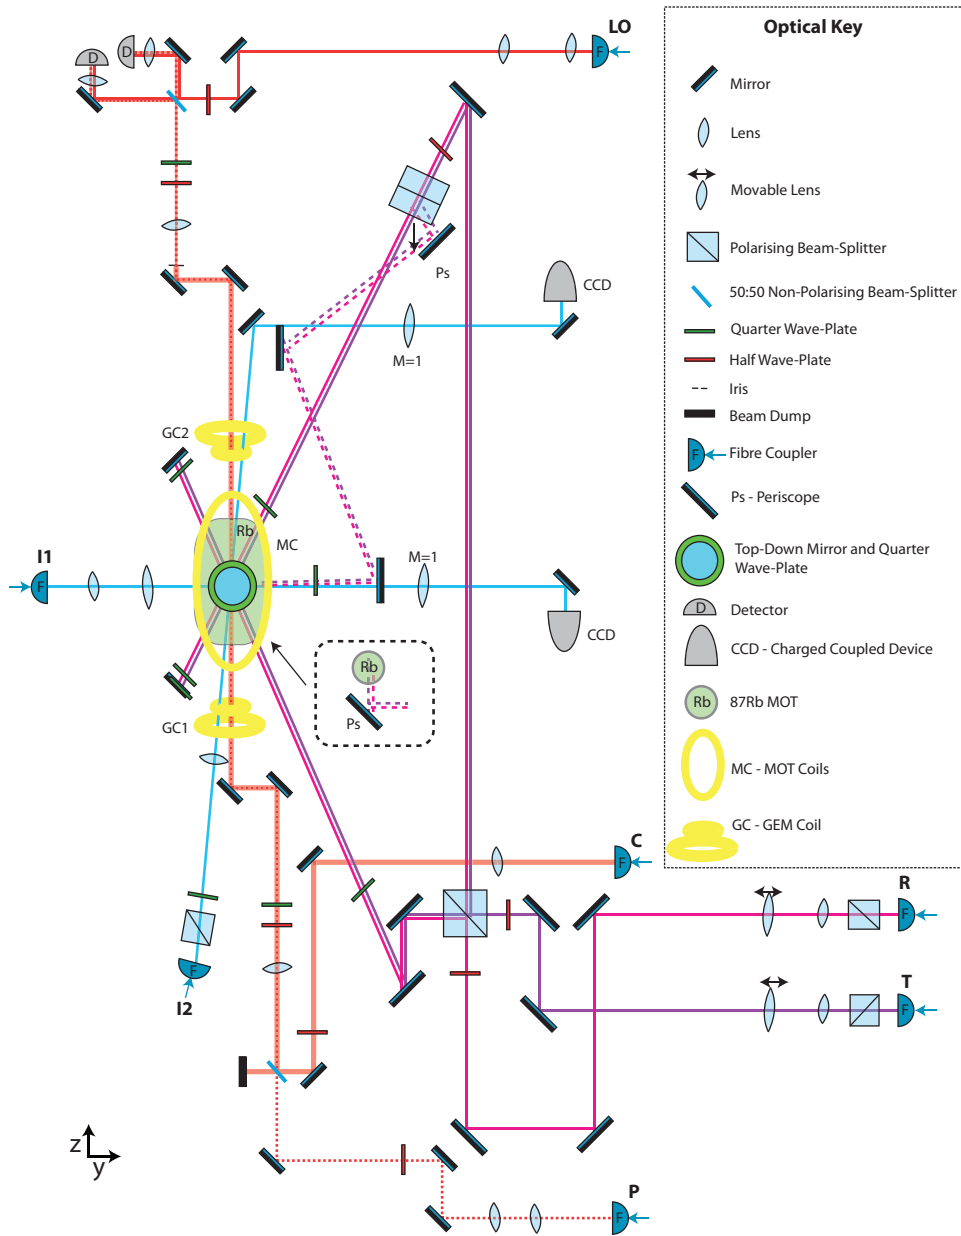 LO
F
D
D
Optical Key
Mirror
Lens
Movable Lens
Polarising Beam-Splitter
50:50 Non-Polarising Beam-Splitter
Quarter Wave-Plate
Half Wave-Plate
Iris
Beam Dump
F
Fibre Coupler
Ps - Periscope
Top-Down Mirror and Quarter
Wave-Plate
D
Detector
CCD - Charged Coupled Device
Rb
87Rb MOT
MC - MOT Coils
GC - GEM Coil
Ps
CCD
M=1
GC2
Rb
MC
I1
F
M=1
CCD
Rb
Ps
GC1
C
F
R
F
T
F
F
I2
z
y
P
F